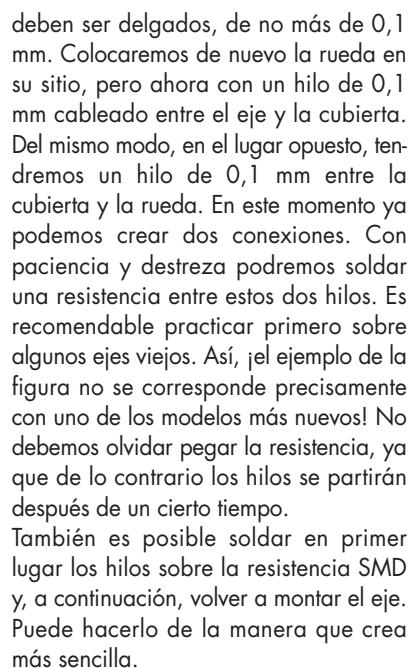 deben ser delgados, de no más de 0,1
mm. Colocaremos de nuevo la rueda en
su sitio, pero ahora con un hilo de 0,1
mm cableado entre el eje y la cubierta.
Del mismo modo, en el lugar opuesto, ten-
dremos un hilo de 0,1 mm entre la
cubierta y la rueda. En este momento ya
podemos crear dos conexiones. Con
paciencia y destreza podremos soldar
una resistencia entre estos dos hilos. Es
recomendable practicar primero sobre
algunos ejes viejos. Así, ¡el ejemplo de la
figura no se corresponde precisamente
con uno de los modelos más nuevos! No
debemos olvidar pegar la resistencia, ya
que de lo contrario los hilos se partirán
después de un cierto tiempo.
También es posible soldar en primer
lugar los hilos sobre la resistencia SMD
y, a continuación, volver a montar el eje.
Puede hacerlo de la manera que crea
más sencilla.